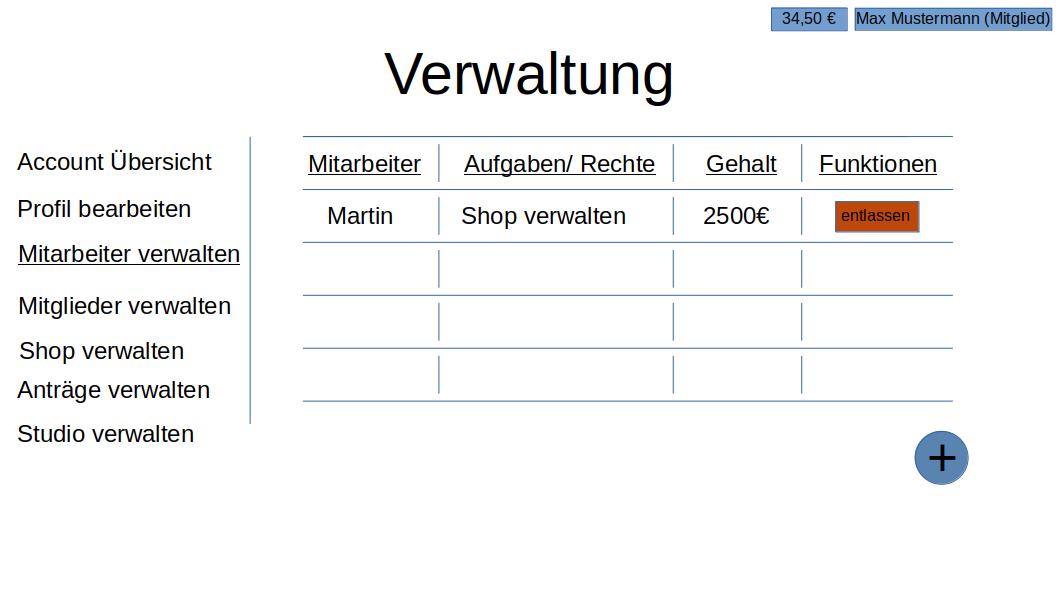 34,50 € Max Mustermann (Mitglied)
Verwaltung
Account Übersicht
Profil bearbeiten
Mitarbeiter verwalten
Mitglieder verwalten
Shop verwalten
Anträge verwalten
Studio verwalten
Mitarbeiter Aufgaben/ Rechte Gehalt Funktionen
Martin Shop verwalten 2500€ entlassen
+